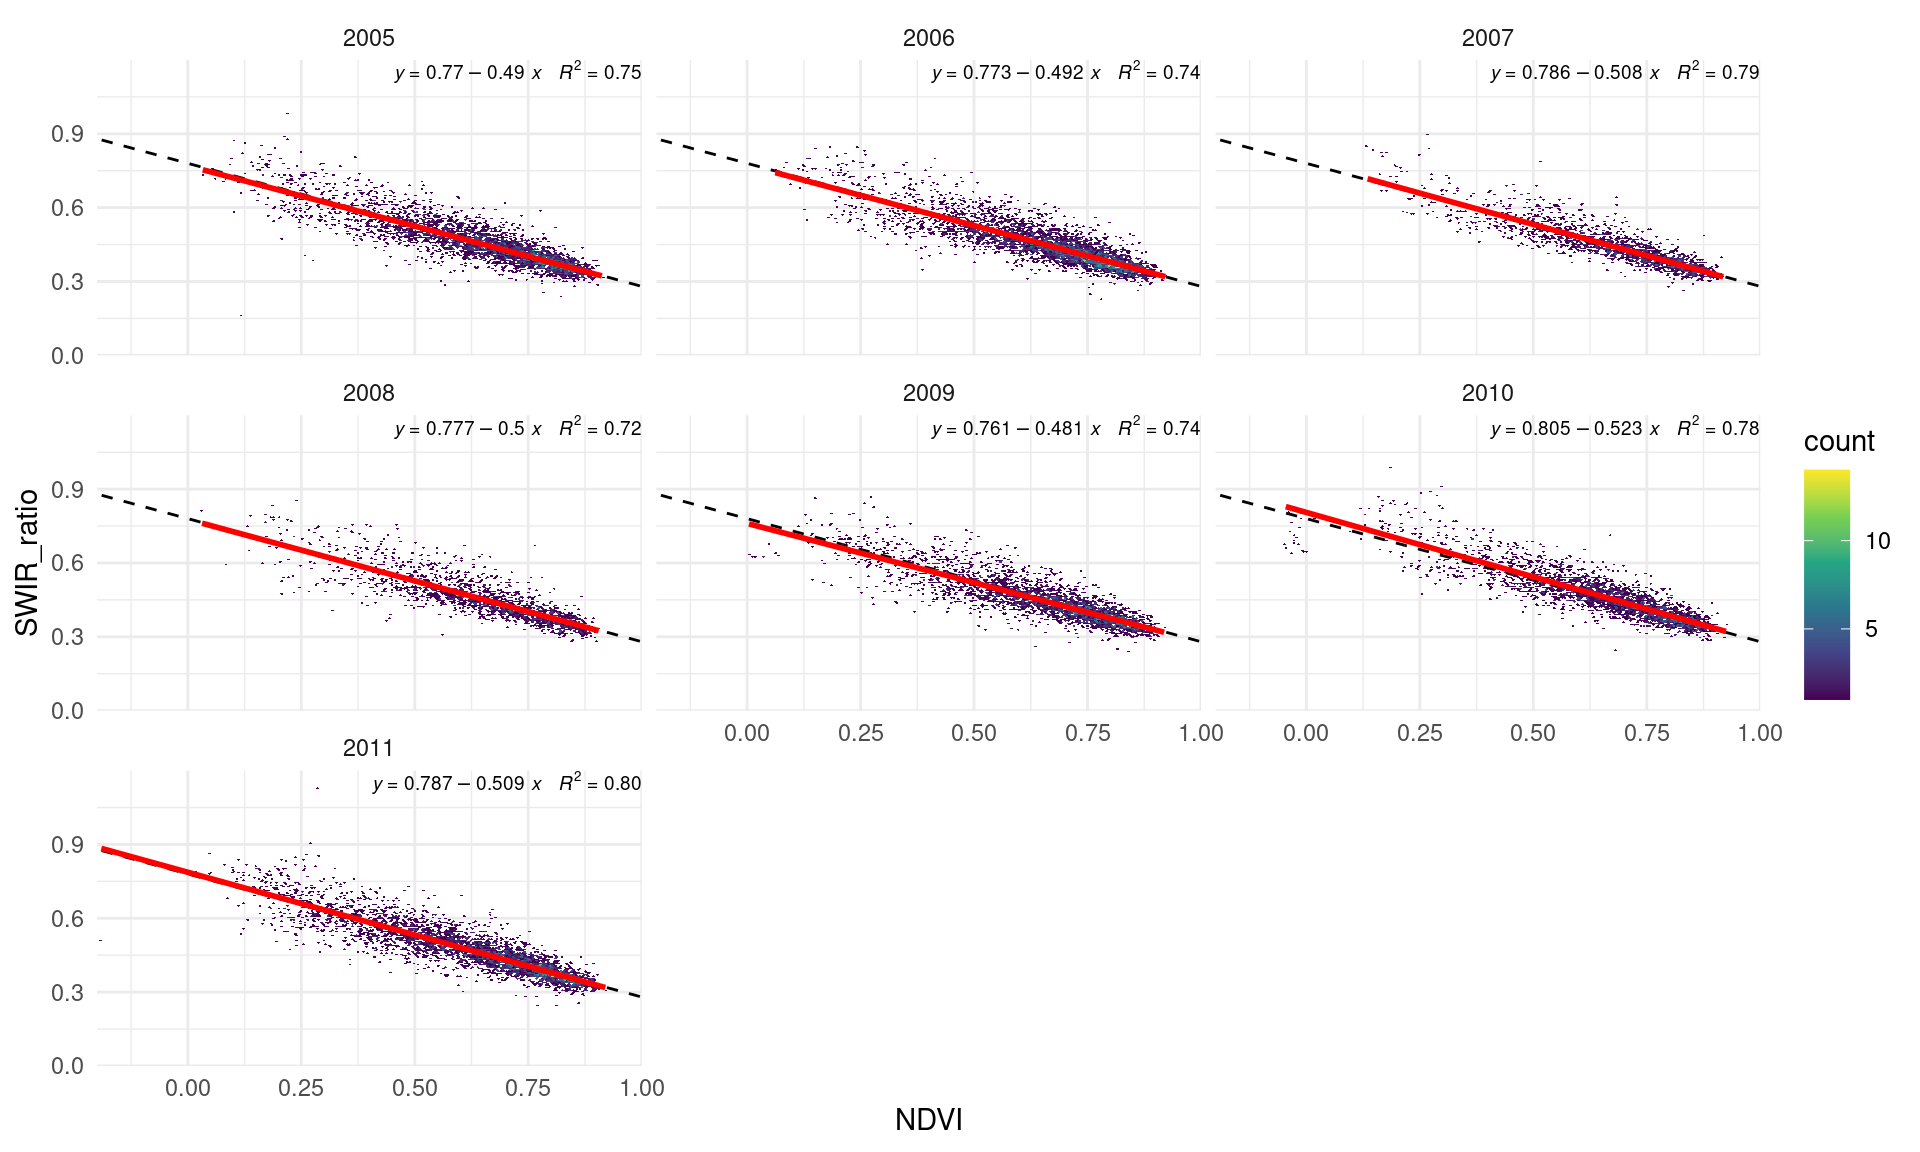 2005
2006
2007
y = 0.77 − 0.49 x R² = 0.75
y = 0.773 − 0.492 x R² = 0.74
y = 0.786 − 0.508 x R² = 0.79
0.9
0.6
0.3
0.0
2008
2009
2010
y = 0.777 − 0.5 x R² = 0.72
y = 0.761 − 0.481 x R² = 0.74
y = 0.805 − 0.523 x R² = 0.78
0.9
0.6
0.3
0.0
0.00 0.25 0.50 0.75 1.00
0.00 0.25 0.50 0.75 1.00
2011
y = 0.787 − 0.509 x R² = 0.80
0.9
0.6
0.3
0.0
0.00 0.25 0.50 0.75 1.00
NDVI
SWIR_ratio
count
10
5